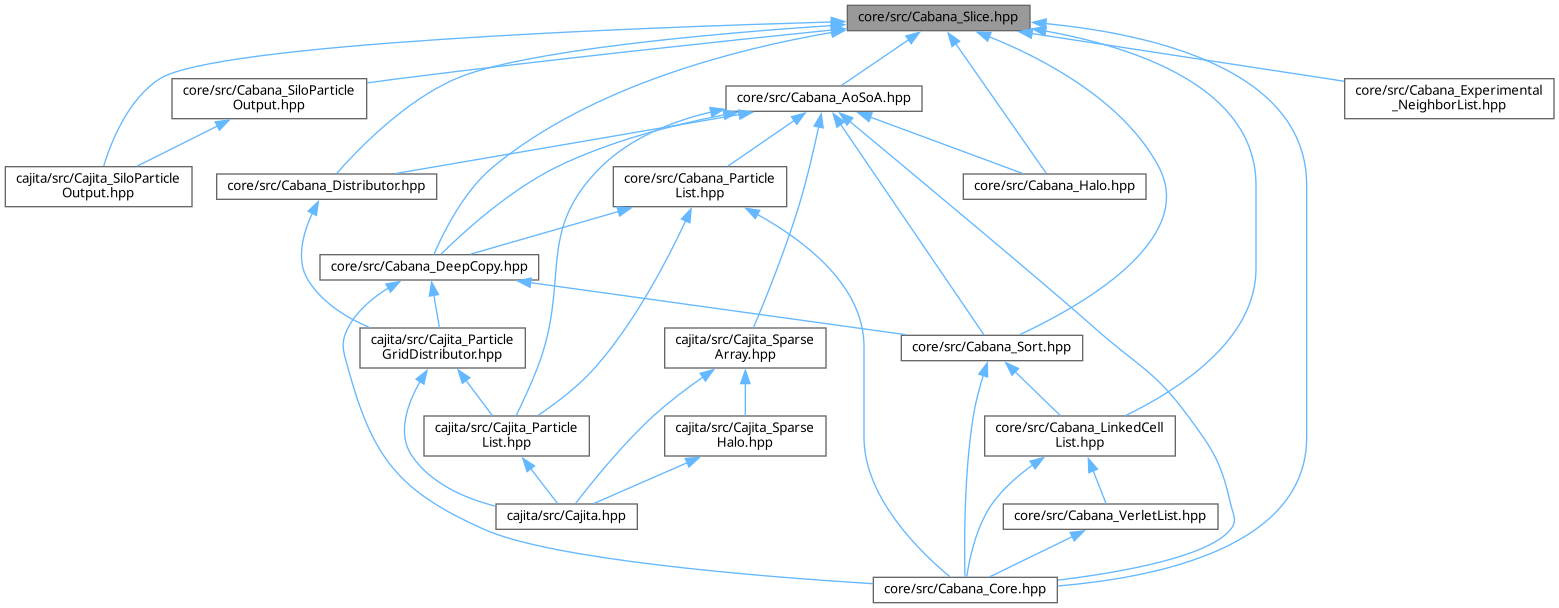 core/src/Cabana_Slice.hpp
core/src/Cabana_SiloParticle
Output.hpp
core/src/Cabana_AoSoA.hpp
core/src/Cabana_Experimental
_NeighborList.hpp
cajita/src/Cajita_SiloParticle
Output.hpp
core/src/Cabana_Distributor.hpp
core/src/Cabana_Particle
List.hpp
core/src/Cabana_Halo.hpp
core/src/Cabana_DeepCopy.hpp
cajita/src/Cajita_Particle
GridDistributor.hpp
cajita/src/Cajita_Sparse
Array.hpp
core/src/Cabana_Sort.hpp
cajita/src/Cajita_Particle
List.hpp
cajita/src/Cajita_Sparse
Halo.hpp
core/src/Cabana_LinkedCell
List.hpp
cajita/src/Cajita.hpp
core/src/Cabana_VerletList.hpp
core/src/Cabana_Core.hpp